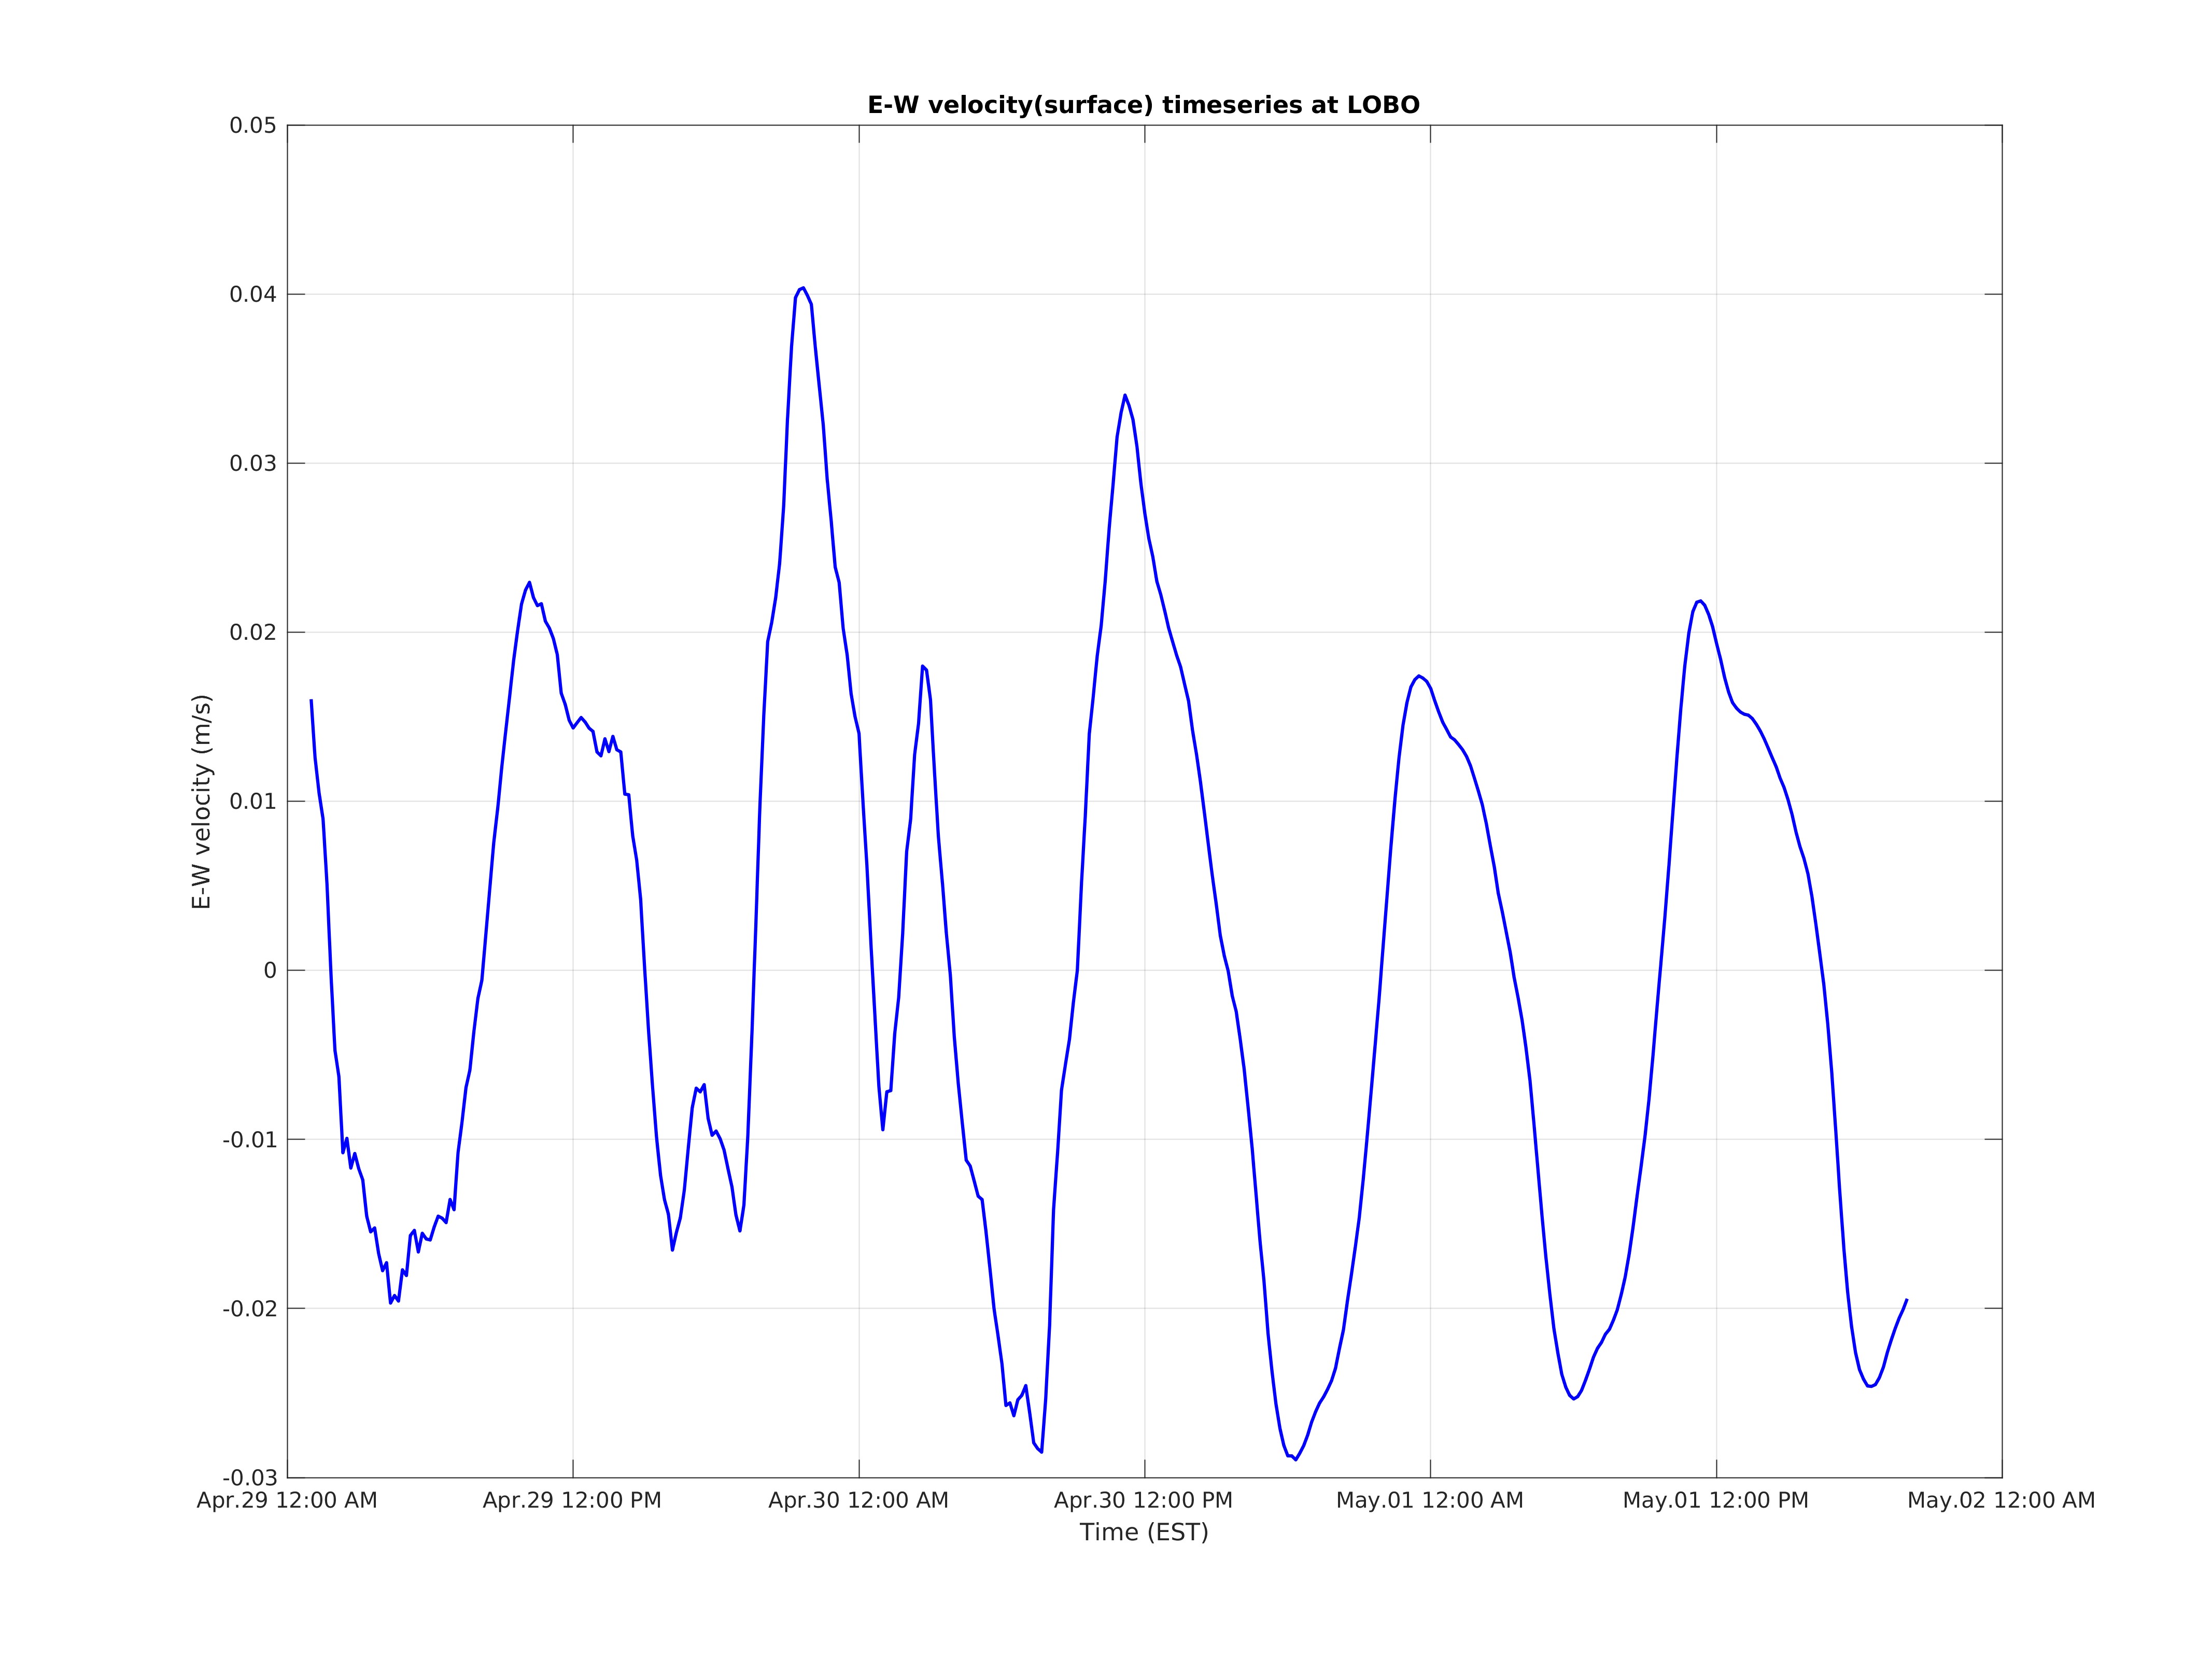 E-W velocity(surface) timeseries at LOBO
0.05
0.04
0.03
0.02
0.01
0
-0.01
-0.02
-0.03
E-W velocity (m/s)
Apr.29 12:00 AM Apr.29 12:00 PM Apr.30 12:00 AM Apr.30 12:00 PM May.01 12:00 AM May.01 12:00 PM May.02 12:00 AM
Time (EST)